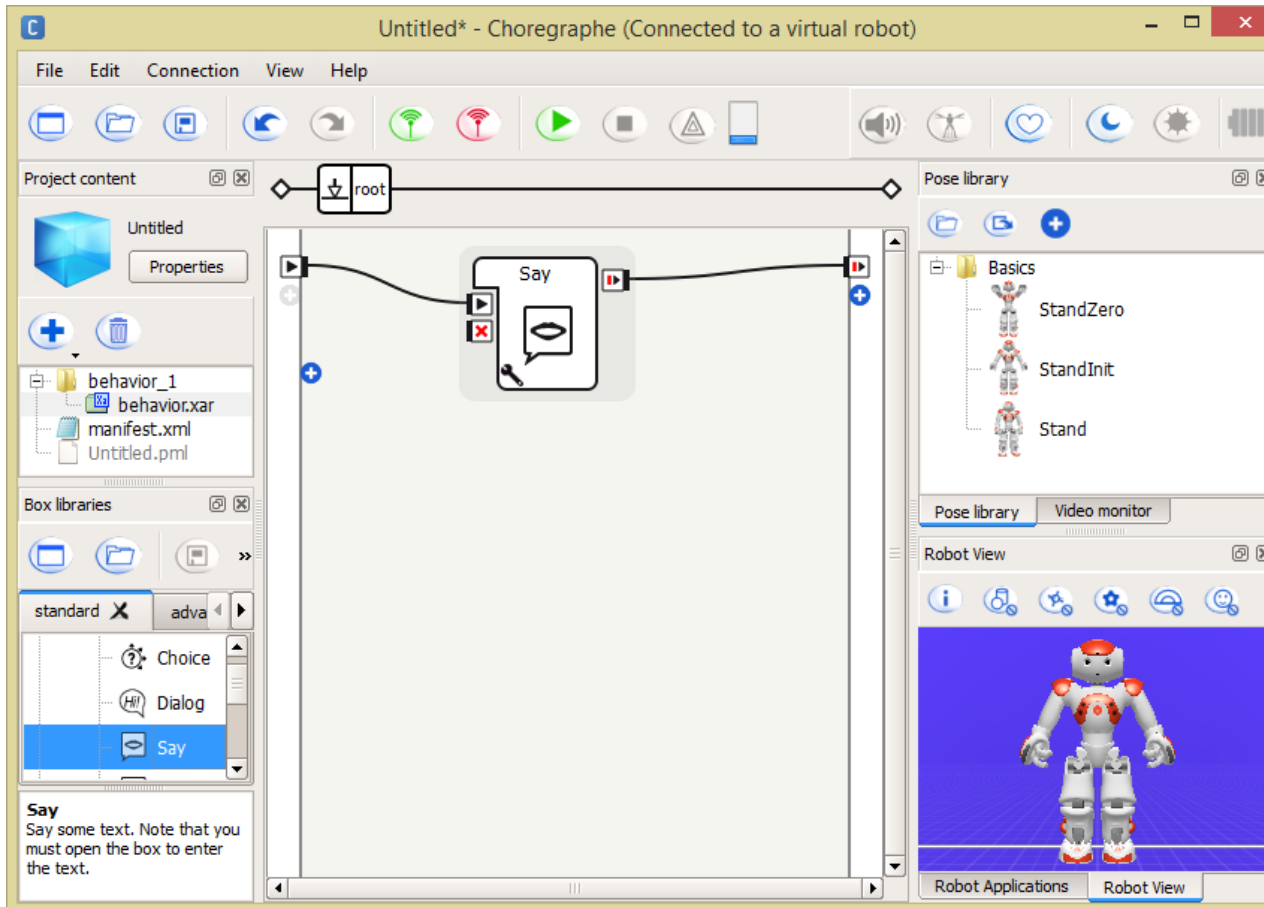 Untitled* - Choregraphe (Connected to a virtual robot)
File Edit Connection View Help
Project content
Untitled
Properties
behavior_1
behavior.xar
manifest.xml
Untitled.pml
Box libraries
standard adva
Choice
Hi! Dialog
Say
Say
Say some text. Note that you
must open the box to enter
the text.
root
Say
Pose library
Basics
StandZero
StandInit
Stand
Pose library Video monitor
Robot View
Robot Applications Robot View